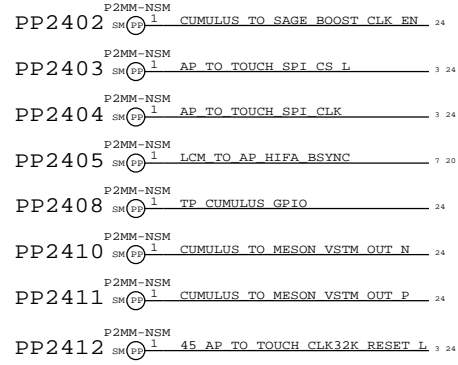 P2MM-NSM
PP2402 SM PP 1 CUMULUS_TO_SAGE_BOOST_CLK_EN 24
P2MM-NSM
PP2403 SM PP 1 AP_TO_TOUCH_SPI_CS_L 3 24
P2MM-NSM
PP2404 SM PP 1 AP_TO_TOUCH_SPI_CLK 3 24
P2MM-NSM
PP2405 SM PP 1 LCM_TO_AP_HIFA_BSYNC 7 20
P2MM-NSM
PP2408 SM PP 1 TP_CUMULUS_GPIO 24
P2MM-NSM
PP2410 SM PP 1 CUMULUS_TO_MESON_VSTM_OUT_N 24
P2MM-NSM
PP2411 SM PP 1 CUMULUS_TO_MESON_VSTM_OUT_P 24
P2MM-NSM
PP2412 SM PP 1 45_AP_TO_TOUCH_CLK32K_RESET_L 3 24